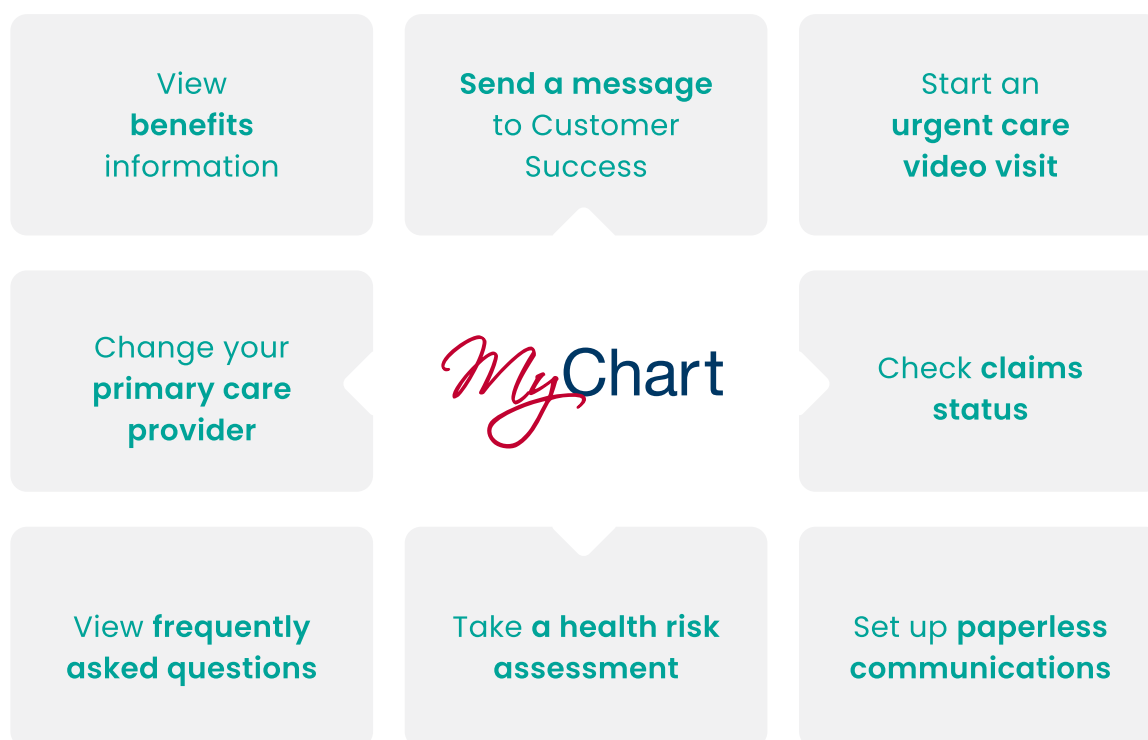 View
benefits
information
Send a message
to Customer
Success
Start an
urgent care
video visit
Change your
primary care
provider
MyChart
Check claims
status
View frequently
asked questions
Take a health risk
assessment
Set up paperless
communications